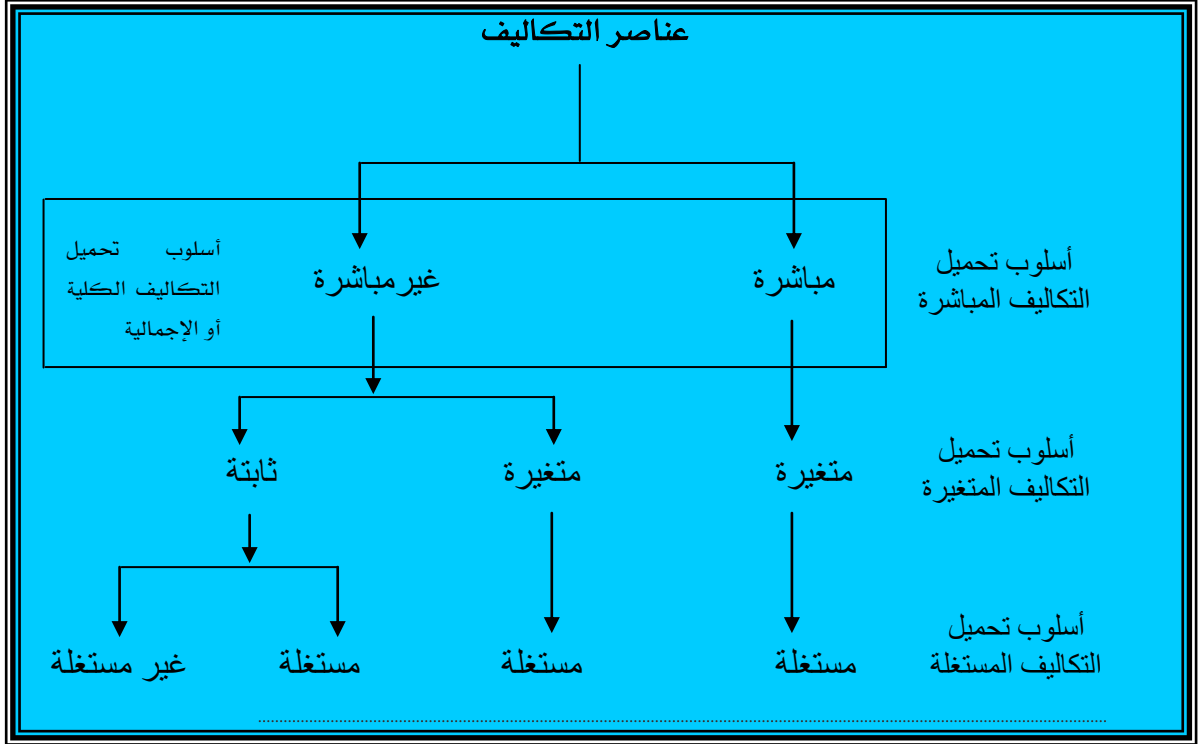 عناصر التكاليف
أسلوب تحميل
التكاليف المباشرة
مباشرة
غير مباشرة
أسلوب تحميل
التكاليف الكلية
أو الإجمالية
أسلوب تحميل
التكاليف المتغيرة
متغيرة
متغيرة
ثابتة
أسلوب تحميل
التكاليف المستغلة
مستغلة
مستغلة
مستغلة
غير مستغلة